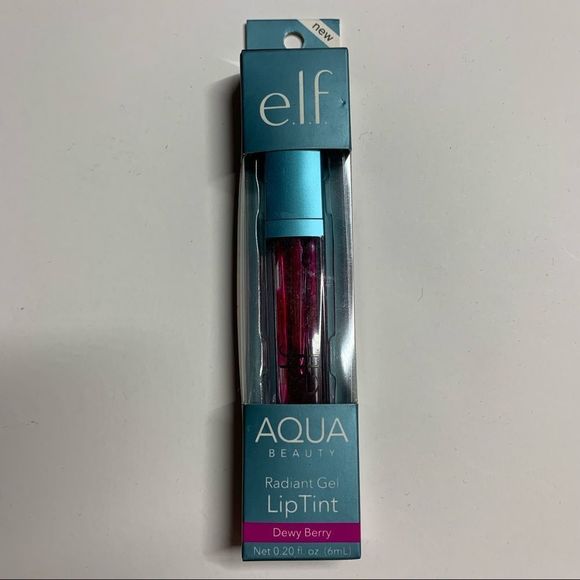 new
e.l.f.
AQUA
BEAUTY
Radiant Gel
LipTint
Dewy Berry
Net 0.20 fl. oz. (6mL)